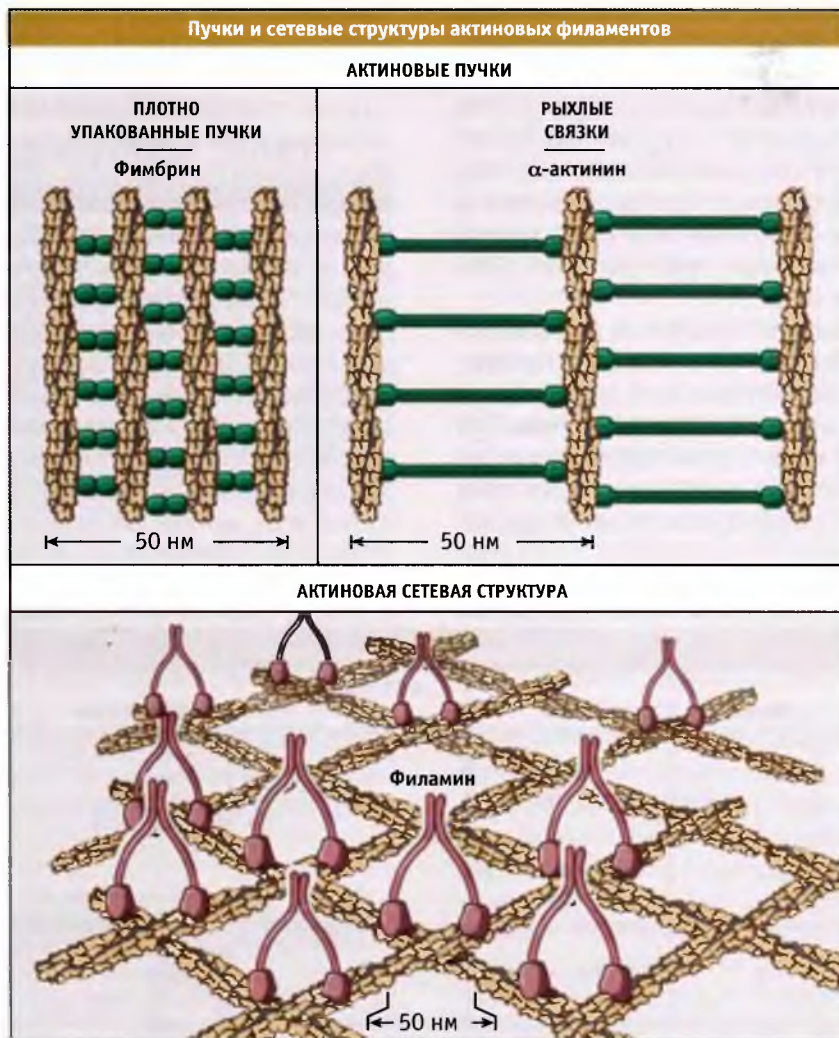 Пучки и сетевые структуры актиновых филаментов
АКТИНОВЫЕ ПУЧКИ
ПЛОТНО
УПАКОВАННЫЕ ПУЧКИ
Фимбрин
50 нм
РЫХЛЫЕ
СВЯЗКИ
α-актинин
50 нм
АКТИНОВАЯ СЕТЕВАЯ СТРУКТУРА
Филамин
50 нм